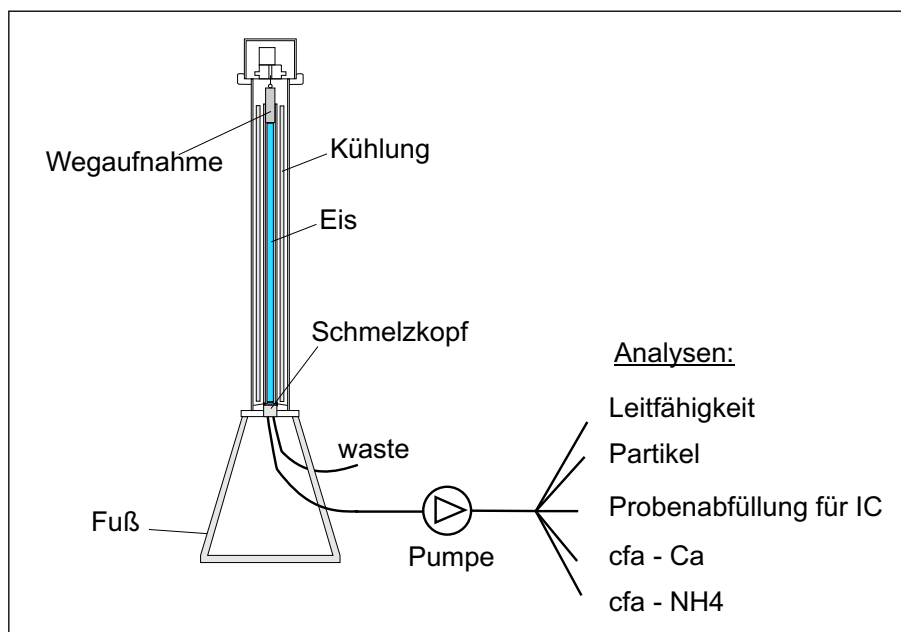 Wegaufnahme
Kühlung
Eis
Schmelzkopf
waste
Fuß
Pumpe
Analysen:
Leitfähigkeit
Partikel
Probenabfüllung für IC
cfa - Ca
cfa - NH4